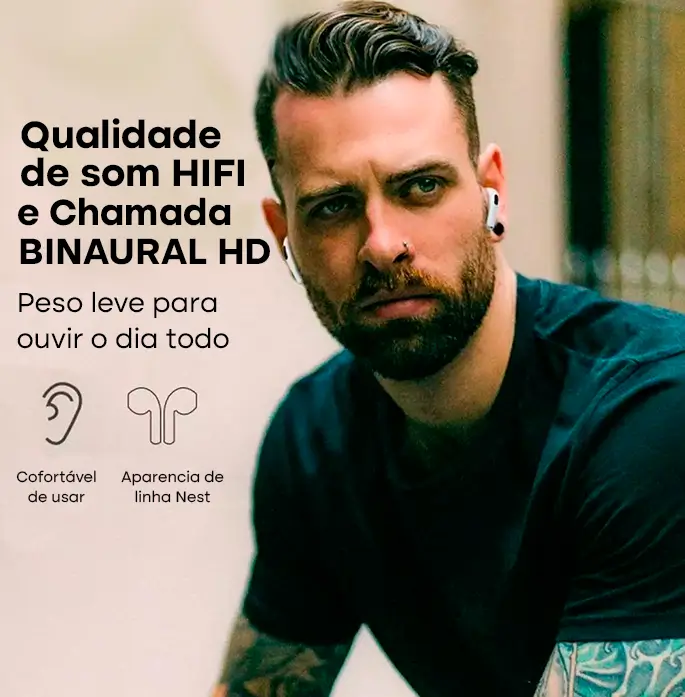 Qualidade
de som HIFI
e Chamada
BINAURAL HD
Peso leve para
ouvir o dia todo
Cofortável
de usar
Aparencia de
linha Nest